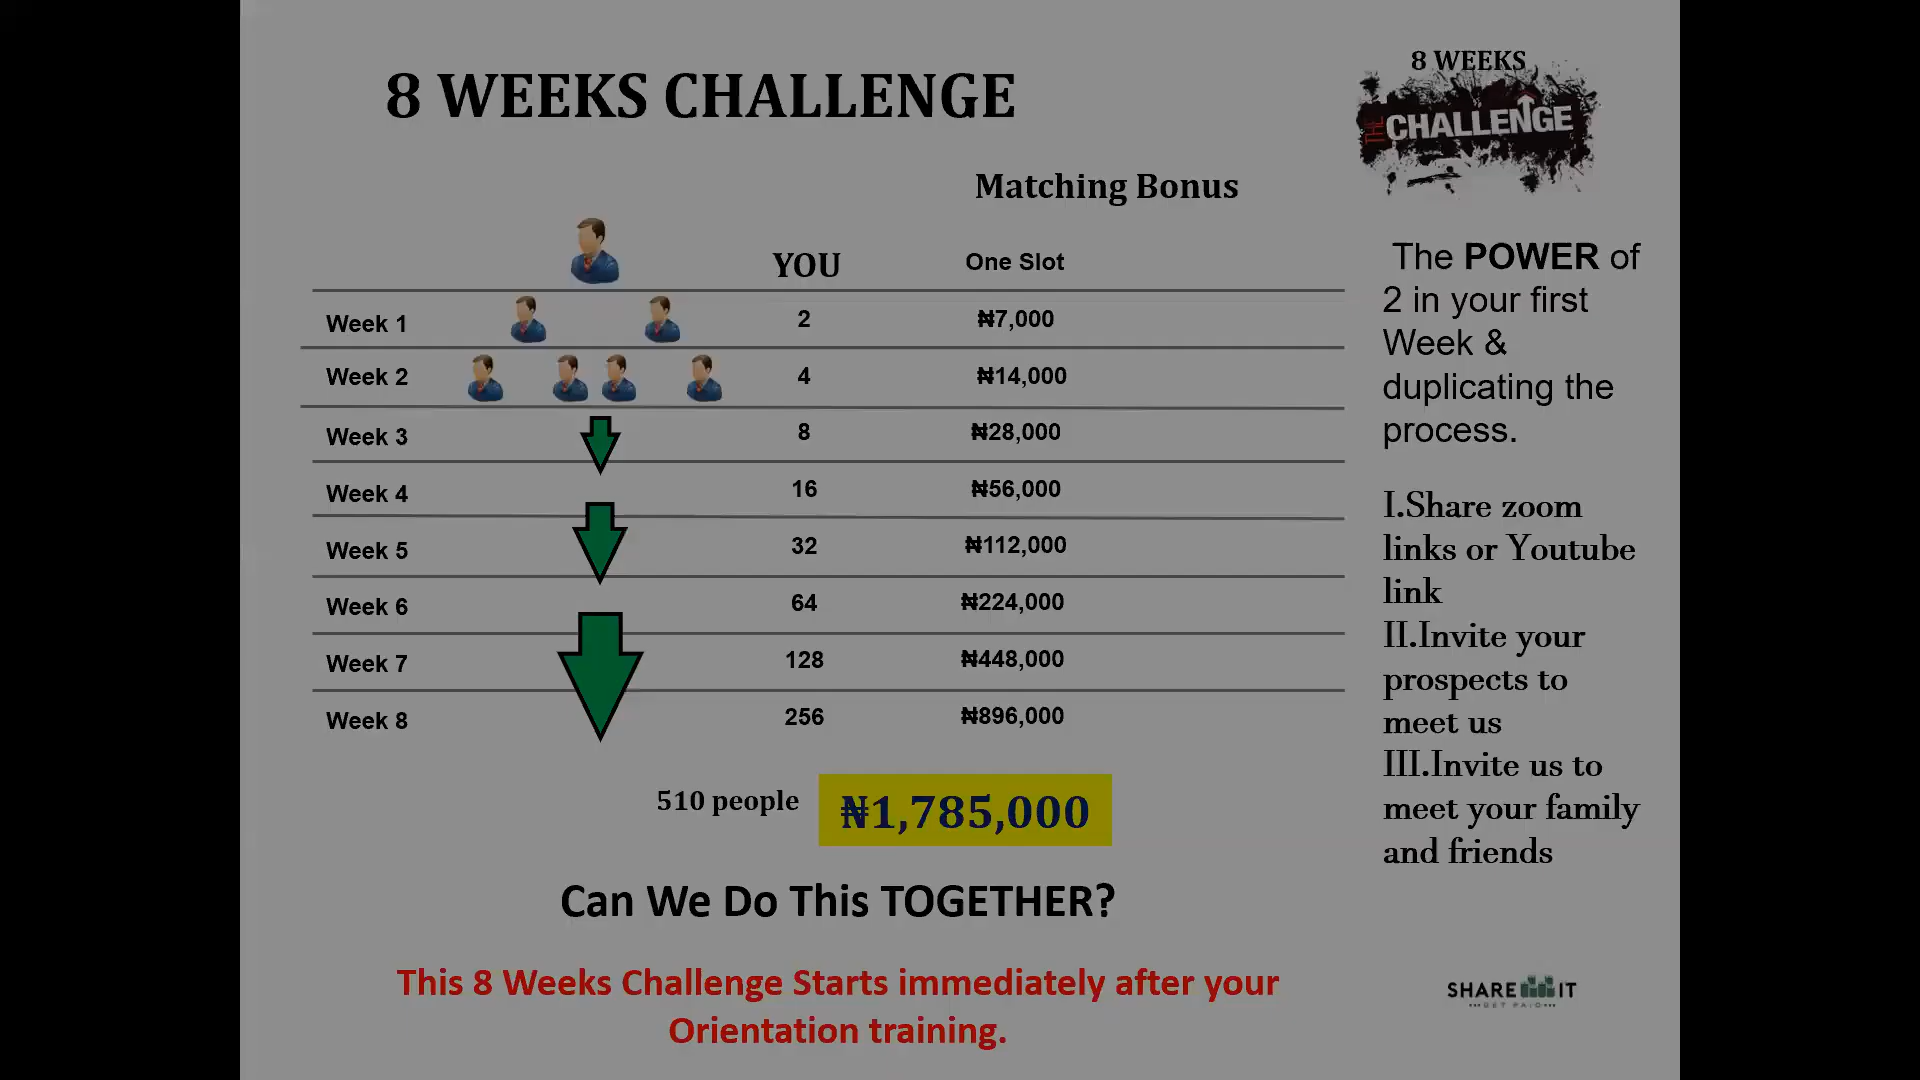 8 WEEKS CHALLENGE
8 WEEKS
THE CHALLENGE
Matching Bonus
YOU One Slot
Week 1 2 ₦7,000
Week 2 4 ₦14,000
Week 3 8 ₦28,000
Week 4 16 ₦56,000
Week 5 32 ₦112,000
Week 6 64 ₦224,000
Week 7 128 ₦448,000
Week 8 256 ₦896,000
510 people ₦1,785,000
Can We Do This TOGETHER?
This 8 Weeks Challenge Starts immediately after your
Orientation training.
The POWER of
2 in your first
Week &
duplicating the
process.
I.Share zoom
links or Youtube
link
II.Invite your
prospects to
meet us
III.Invite us to
meet your family
and friends
SHARE IT
GET PAID